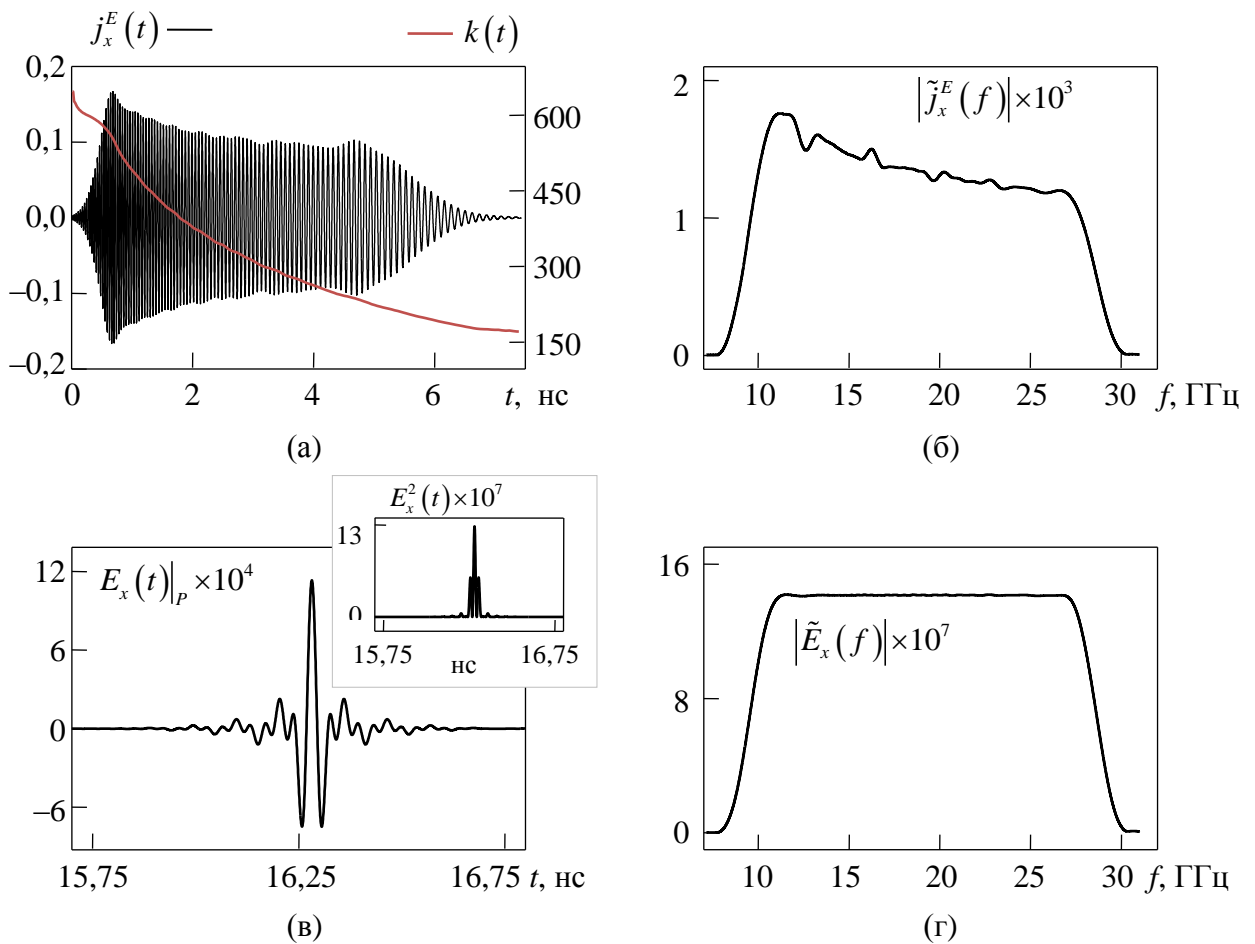 j_x^E(t) — — k(t)
0,2
0,1
0,0
–0,1
–0,2
600
450
300
150
0 2 4 6 t, нс
(а)
|j̃_x^E(f)|×10³
2
1
0
10 15 20 25 30 f, ГГц
(б)
E_x(t)|_P ×10⁴
12
6
0
–6
15,75 16,25 16,75 t, нс
(в)
E_x²(t)×10⁷
13
0
15,75 нс 16,75
|Ẽ_x(f)|×10⁷
16
8
0
10 15 20 25 30 f, ГГц
(г)